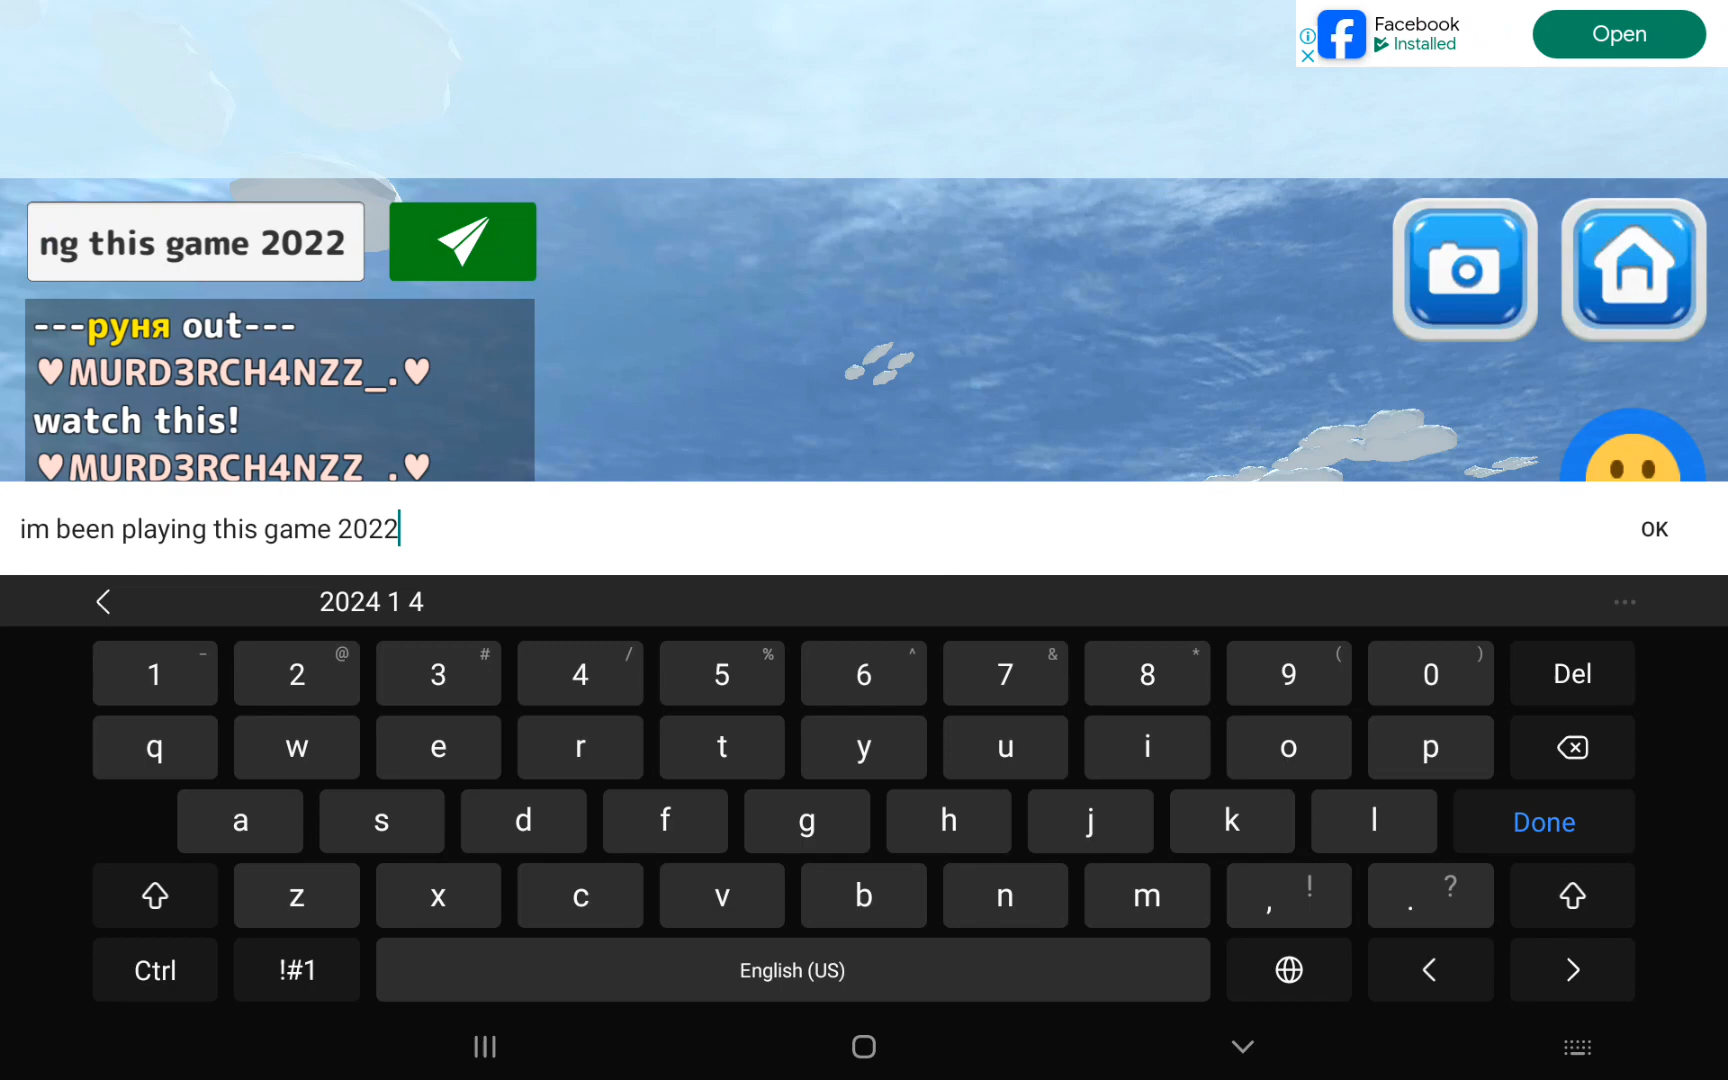 Facebook
Installed
Open
ng this game 2022
---руня out---
♥MURD3RCH4NZZ_.♥
watch this!
♥MURD3RCH4NZZ_.♥
im been playing this game 2022
OK
2024 1 4
1 - 2 @ 3 # 4 / 5 % 6 ^ 7 & 8 * 9 ( 0 ) Del
q w e r t y u i o p
a s d f g h j k l Done
z x c v b n m , ! . ?
Ctrl !#1 English (US) < >